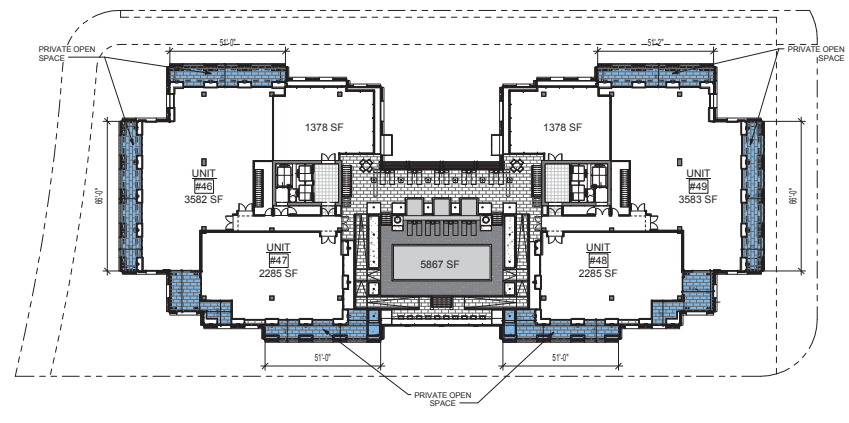 51'-0"
51'-2"
PRIVATE OPEN
SPACE
PRIVATE OPEN
SPACE
1378 SF
1378 SF
UNIT
#46
3582 SF
UNIT
#49
3583 SF
66'-0"
66'-0"
UNIT
#47
2285 SF
5867 SF
UNIT
#48
2285 SF
51'-0"
51'-0"
PRIVATE OPEN
SPACE